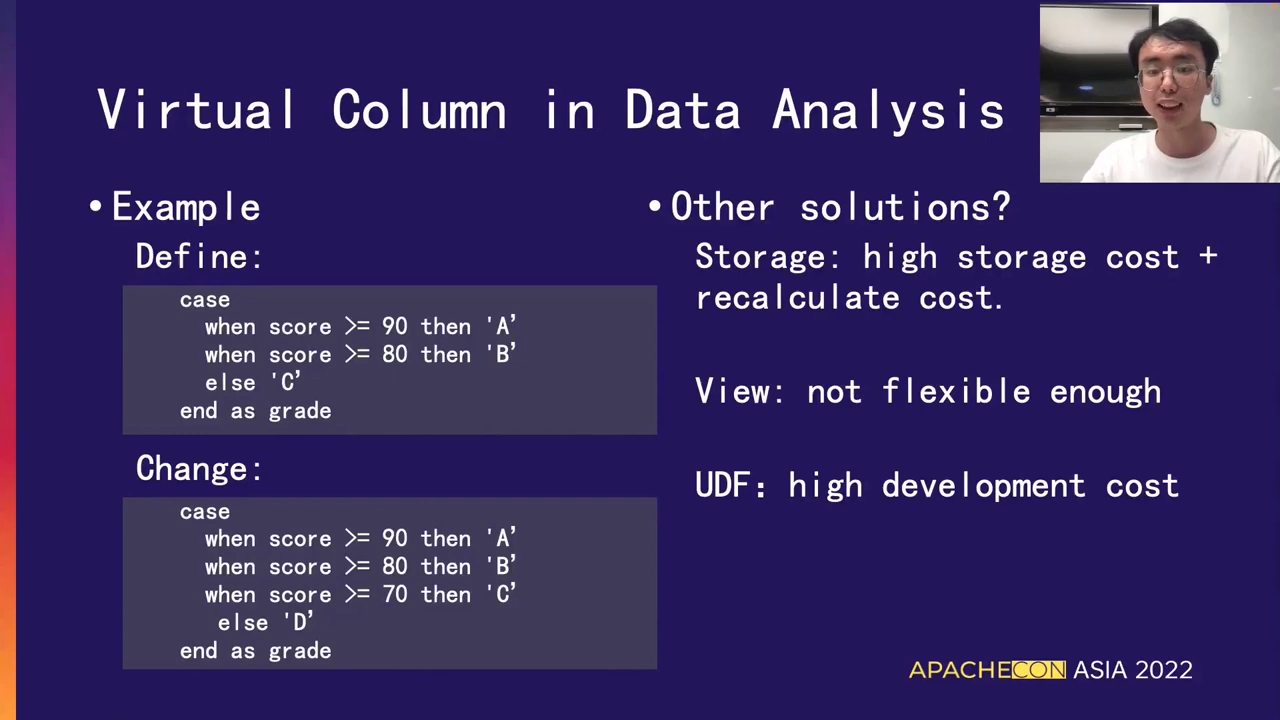 Virtual Column in Data Analysis
• Example
Define:
case
when score >= 90 then 'A’
when score >= 80 then 'B’
else 'C’
end as grade
Change:
case
when score >= 90 then 'A’
when score >= 80 then 'B’
when score >= 70 then 'C’
else 'D’
end as grade
• Other solutions?
Storage: high storage cost +
recalculate cost.
View: not flexible enough
UDF：high development cost
APACHECON ASIA 2022